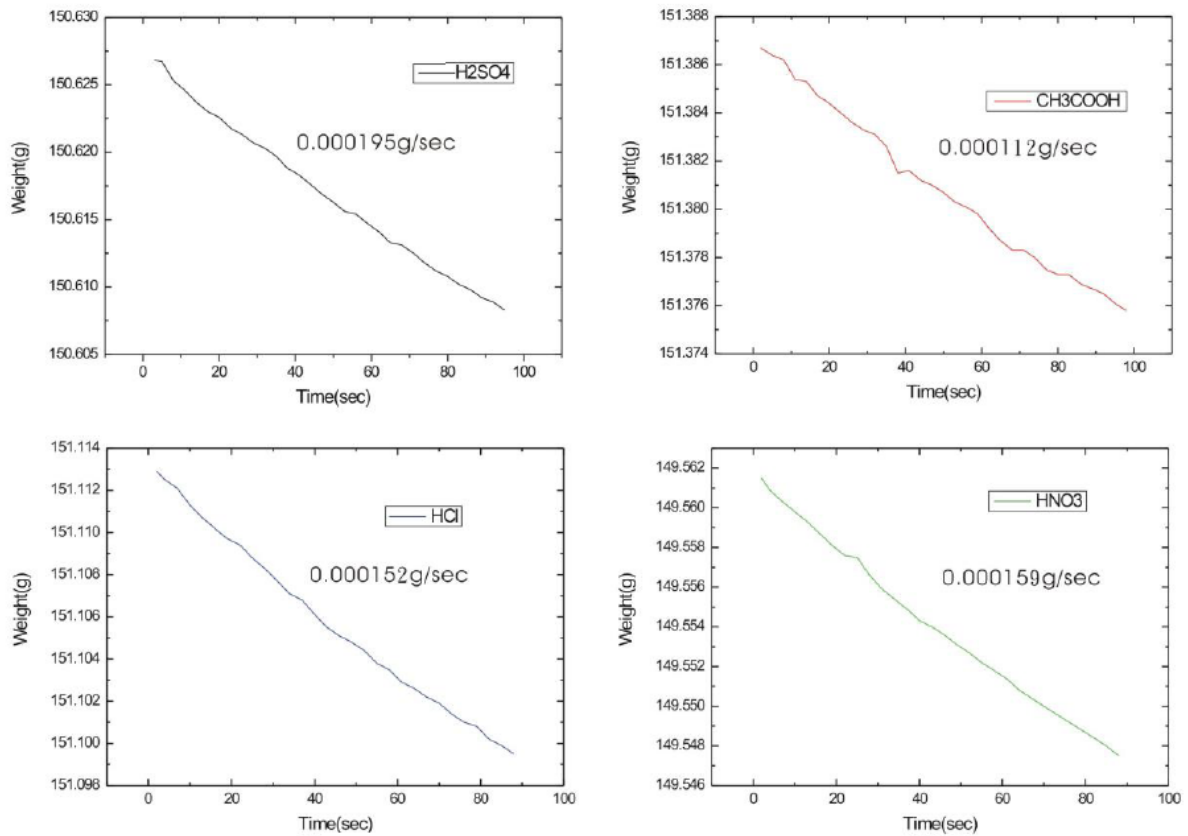 150.630
150.625
150.620
150.615
150.610
150.605
Weight(g)
H2SO4
0.000195g/sec
0 20 40 60 80 100
Time(sec)
151.388
151.386
151.384
151.382
151.380
151.378
151.376
151.374
Weight(g)
CH3COOH
0.000112g/sec
0 20 40 60 80 100
Time(sec)
151.114
151.112
151.110
151.108
151.106
151.104
151.102
151.100
151.098
Weight(g)
HCl
0.000152g/sec
0 20 40 60 80 100
Time(sec)
149.562
149.560
149.558
149.556
149.554
149.552
149.550
149.548
149.546
Weight(g)
HNO3
0.000159g/sec
0 20 40 60 80 100
Time(sec)